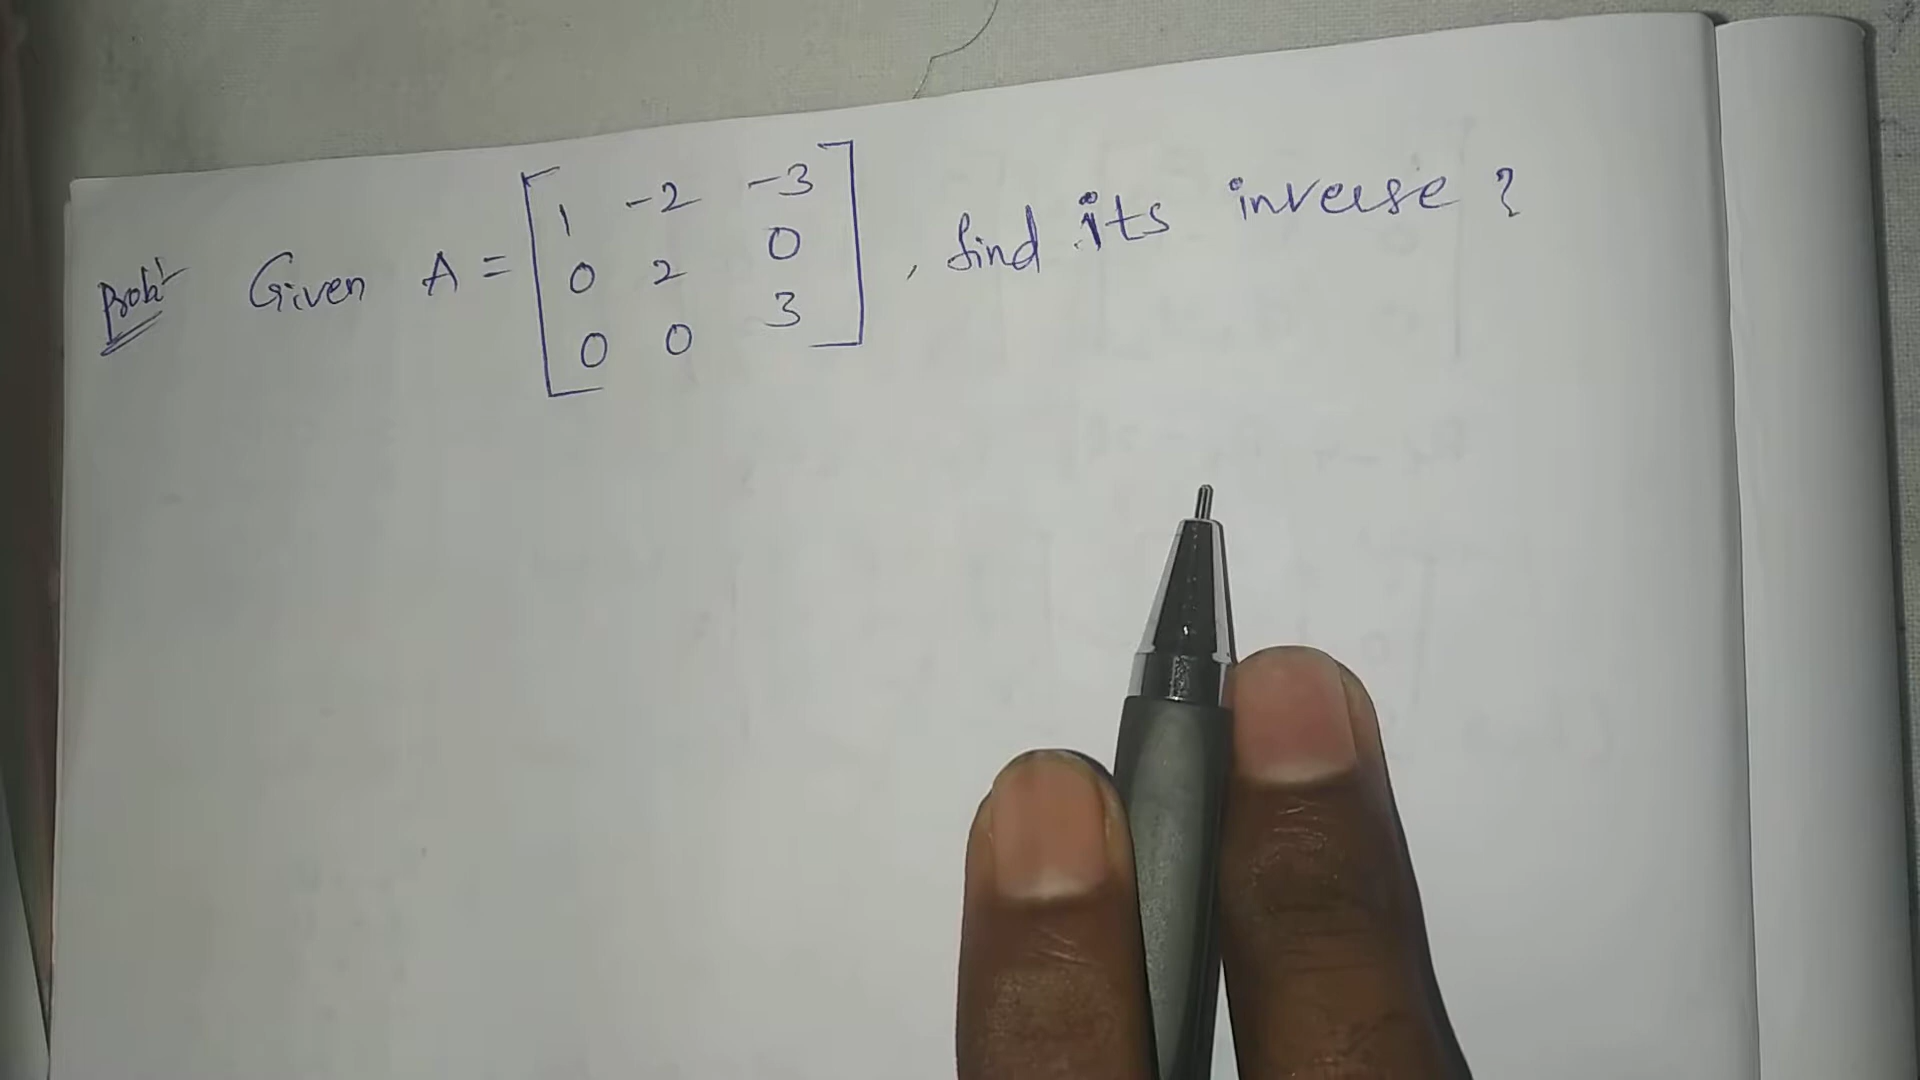 Prob:- Given A = [ 1 -2 -3 ] , find its inverse ?
0 2 0
0 0 3